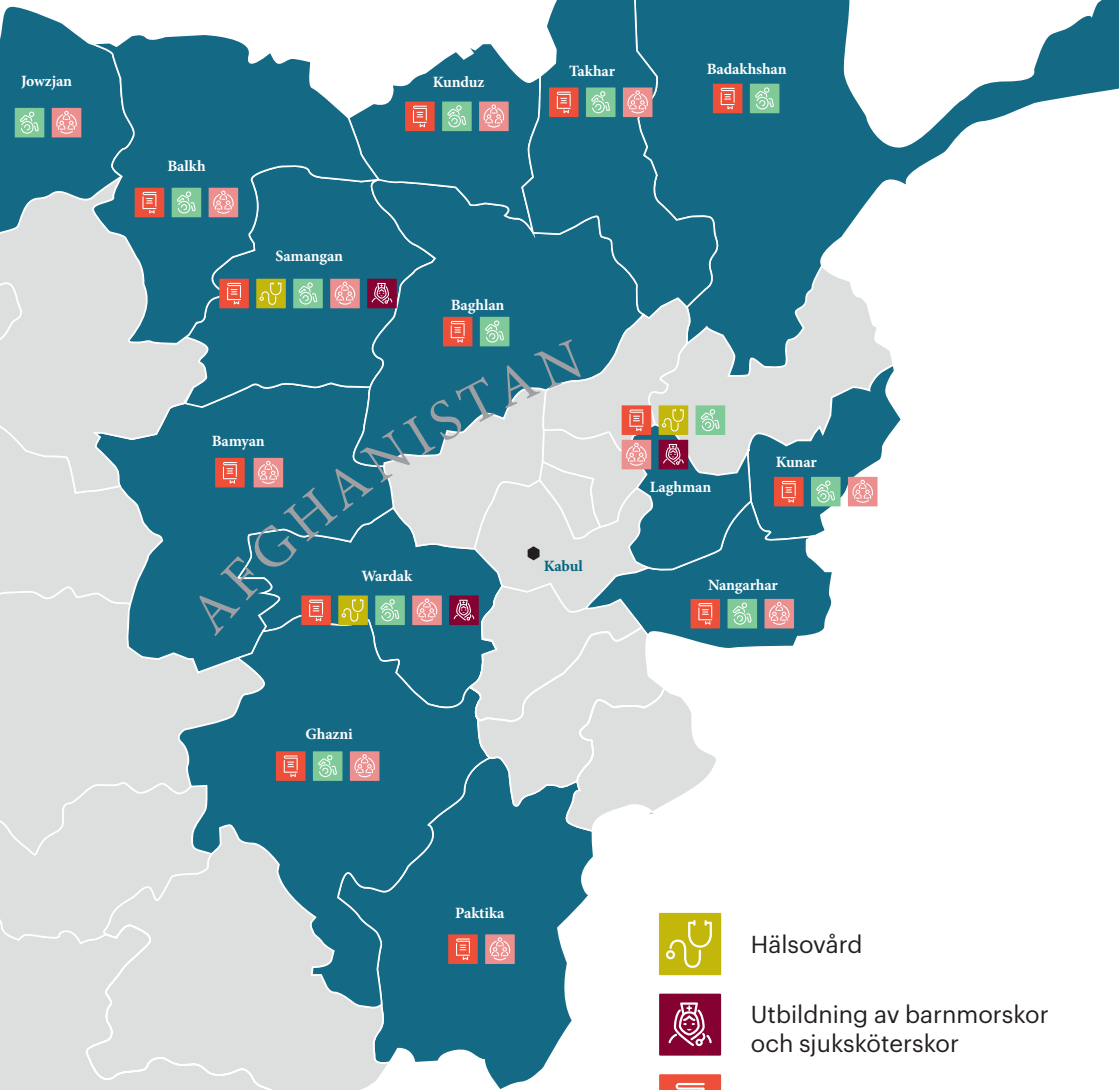 Jowzjan
Kunduz
Takhar
Badakhshan
Balkh
Samangan
Baghlan
AFGHANISTAN
Bamyan
Laghman
Kunar
Kabul
Wardak
Nangarhar
Ghazni
Paktika
Hälsovård
Utbildning av barnmorskor
och sjuksköterskor